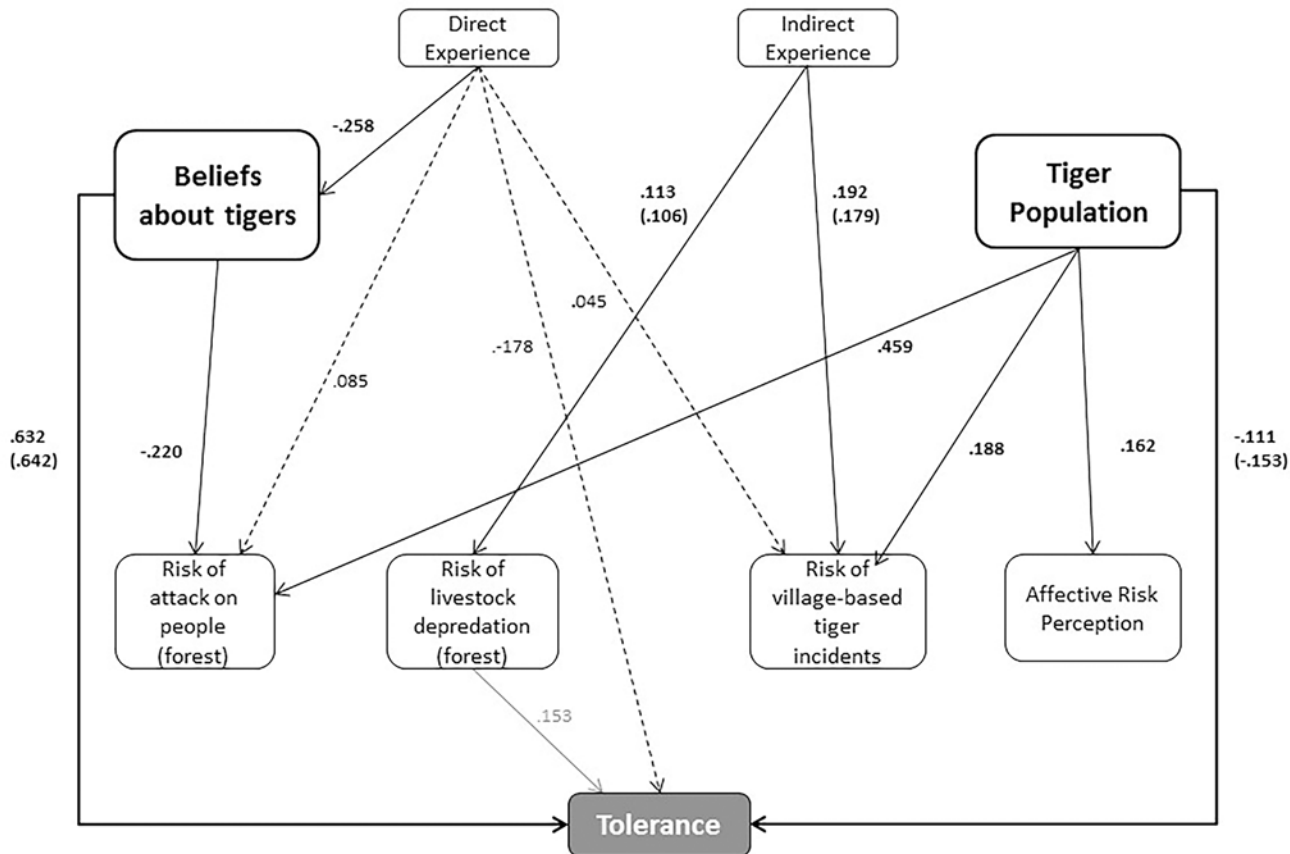 Direct
Experience
Indirect
Experience
-.258
Beliefs
about tigers
Tiger
Population
.113
(.106)
.192
(.179)
.045
.-178
.459
.085
.632
(.642)
-.220
.188
.162
-.111
(-.153)
Risk of
attack on
people
(forest)
Risk of
livestock
depredation
(forest)
Risk of
village-based
tiger
incidents
Affective Risk
Perception
.153
Tolerance